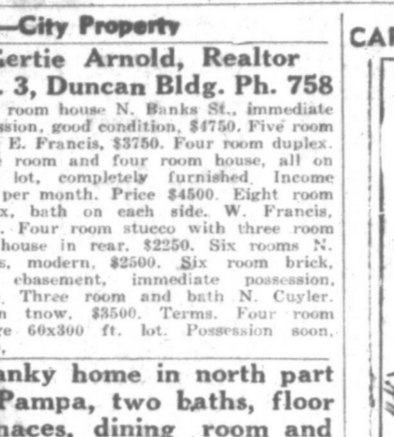 —City Property
Gertie Arnold, Realtor
. 3, Duncan Bldg. Ph. 758
room house N. Banks St., immediate
ssion, good condition, $4750. Five room
E. Francis, $3750. Four room duplex.
room and four room house, all on
lot, completely furnished. Income
per month. Price $4500. Eight room
x, bath on each side. W. Francis,
. Four room stucco with three room
house in rear. $2250. Six rooms N.
s, modern, $2500. Six room brick,
ebasement, immediate possession,
. Three room and bath N. Cuyler.
n tnow, $3500. Terms. Four room
re 60x300 ft. lot. Possession soon.
anky home in north part
Pampa, two baths, floor
naces, dining room and
CAR